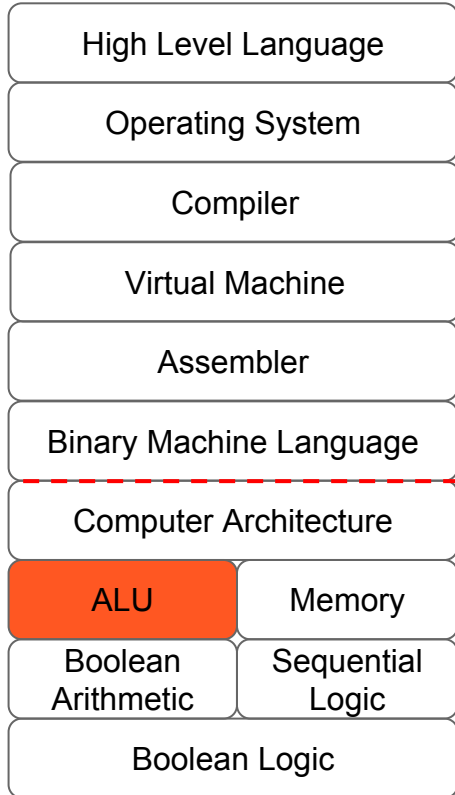 High Level Language
Operating System
Compiler
Virtual Machine
Assembler
Binary Machine Language
Computer Architecture
ALU
Memory
Boolean
Arithmetic
Sequential
Logic
Boolean Logic